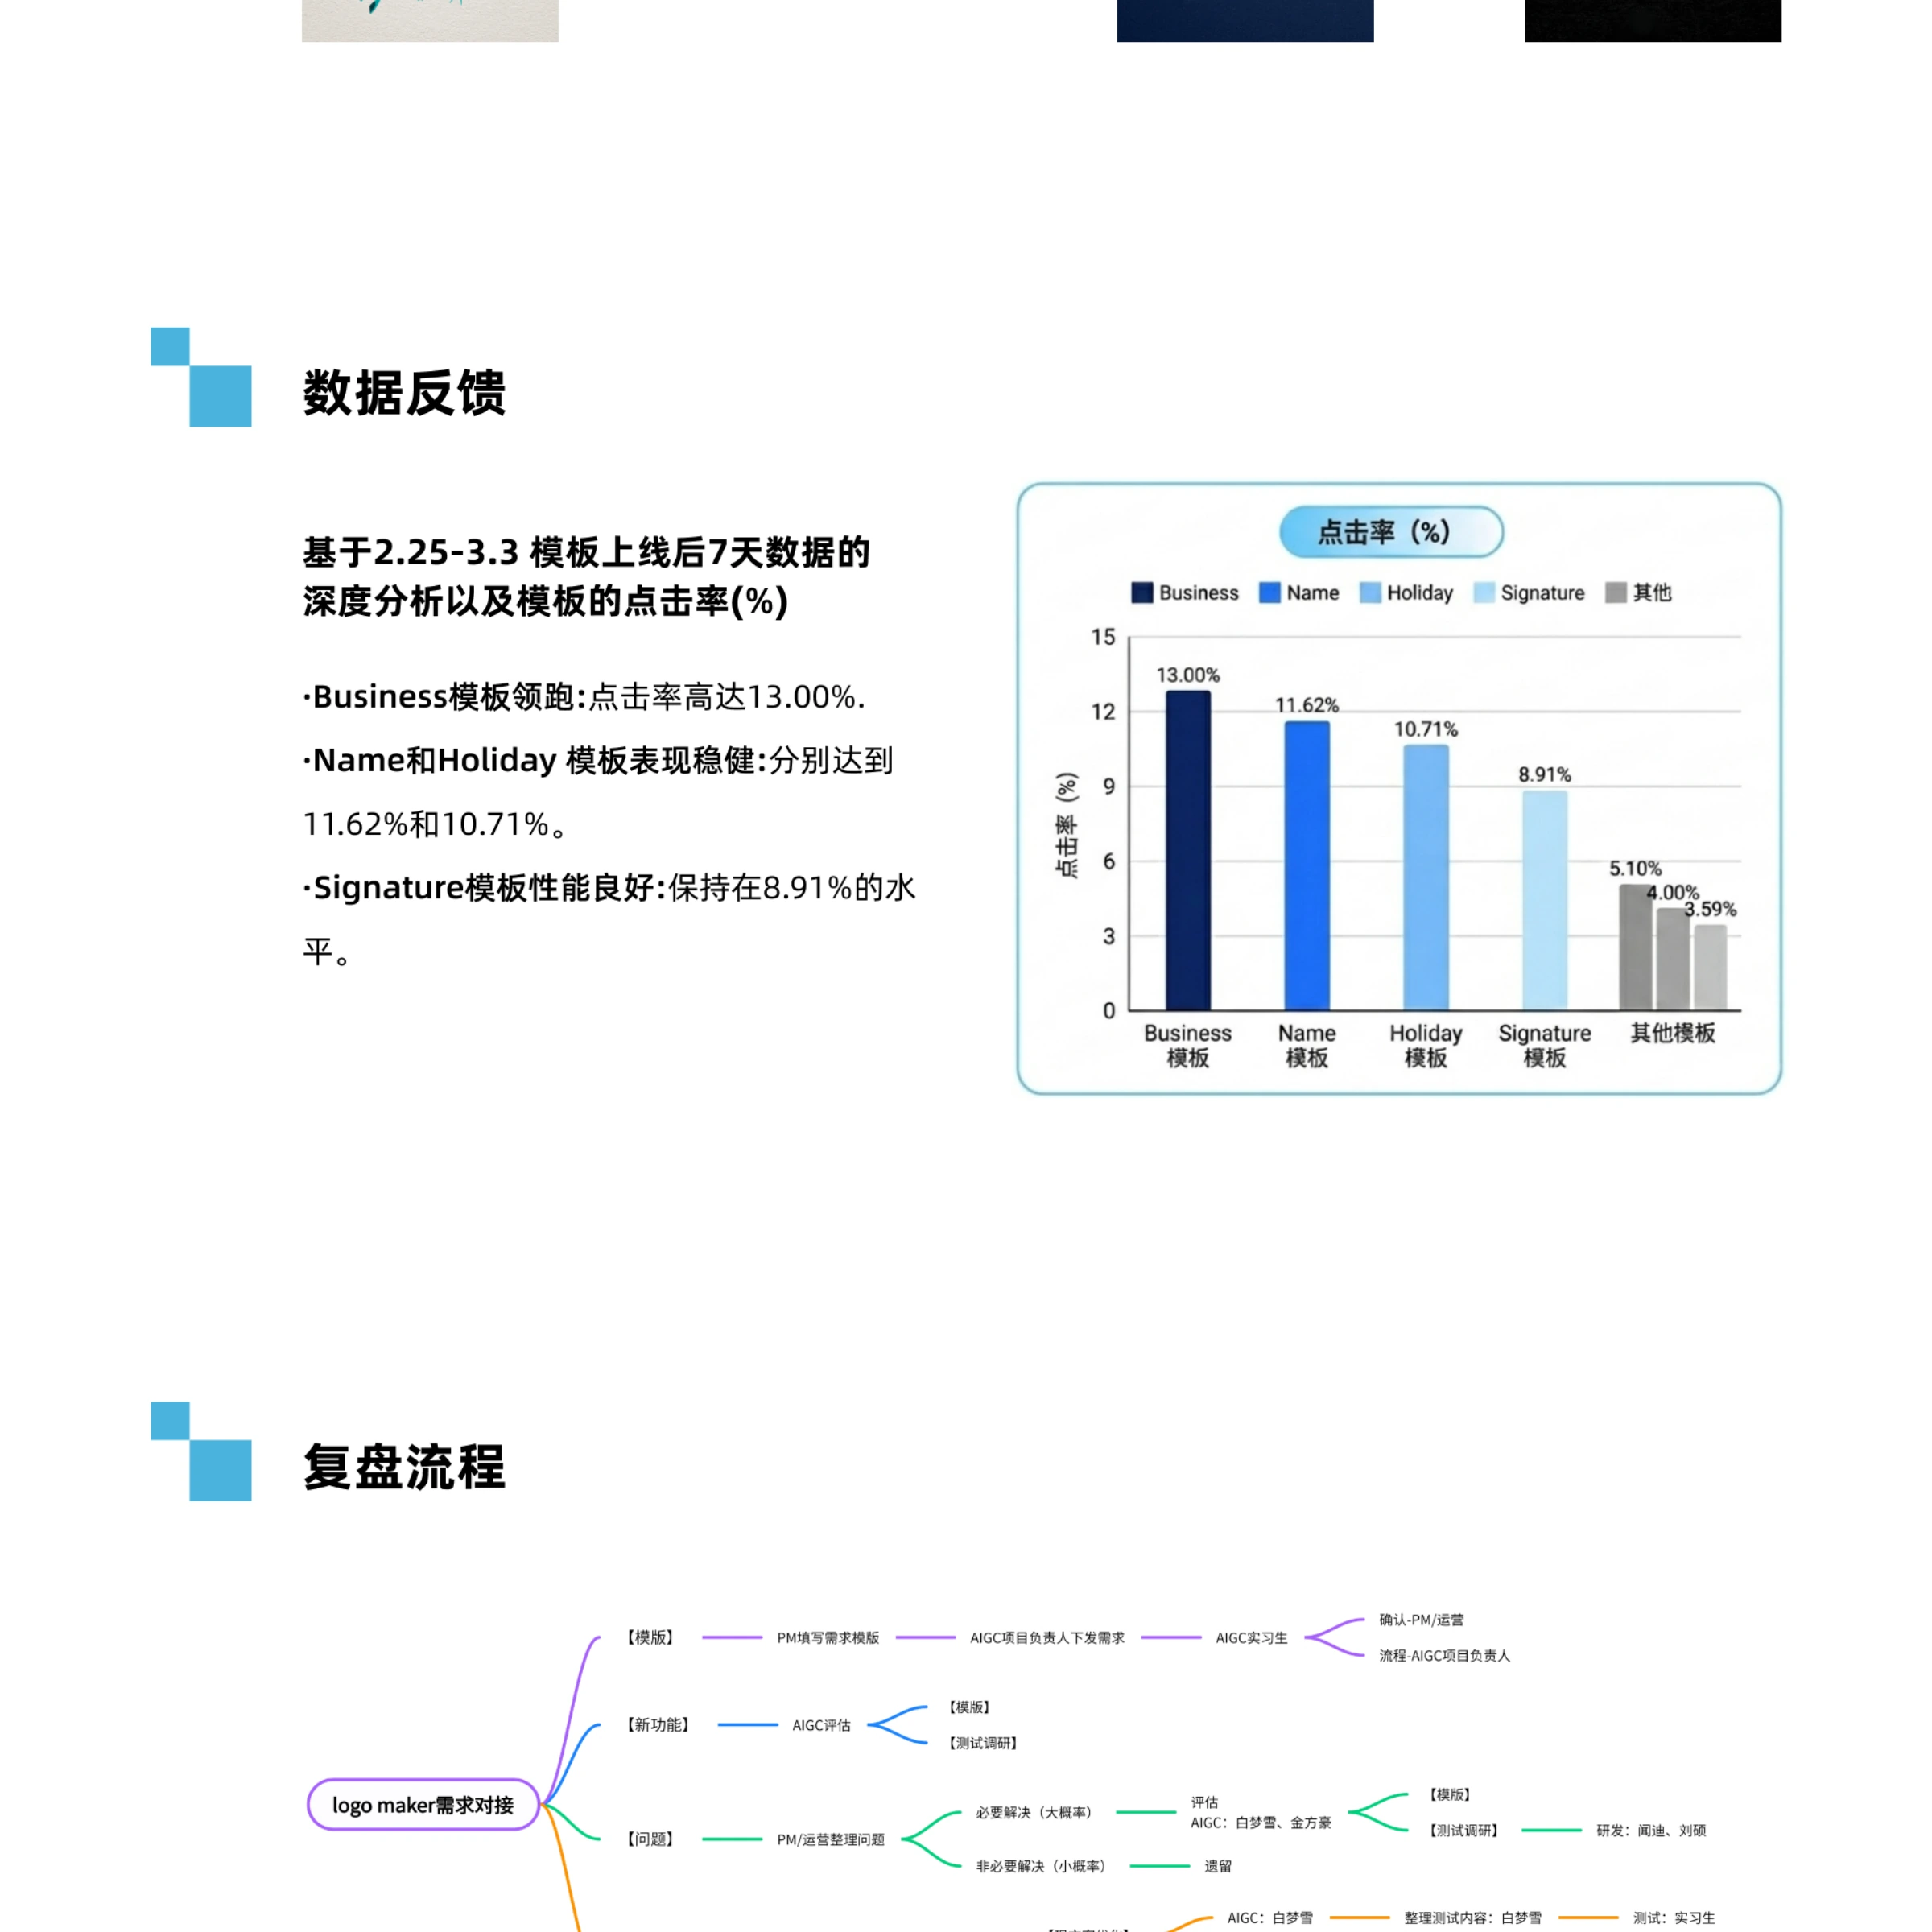 数据反馈
基于2.25-3.3 模板上线后7天数据的
深度分析以及模板的点击率(%)
·Business模板领跑:点击率高达13.00%.
·Name和Holiday 模板表现稳健:分别达到
11.62%和10.71%。
·Signature模板性能良好:保持在8.91%的水
平。
点击率（%）
Business
Name
Holiday
Signature
其他
点击率（%）
15
12
9
6
3
0
13.00%
11.62%
10.71%
8.91%
5.10%
4.00%
3.59%
Business
模板
Name
模板
Holiday
模板
Signature
模板
其他模板
复盘流程
logo maker需求对接
【模版】
PM填写需求模版
AIGC项目负责人下发需求
AIGC实习生
确认-PM/运营
流程-AIGC项目负责人
【新功能】
AIGC评估
【模版】
【测试调研】
【问题】
PM/运营整理问题
必要解决（大概率）
评估
AIGC：白梦雪、金方豪
【模版】
【测试调研】
研发：闻迪、刘硕
非必要解决（小概率）
遗留
AIGC：白梦雪
整理测试内容：白梦雪
测试：实习生